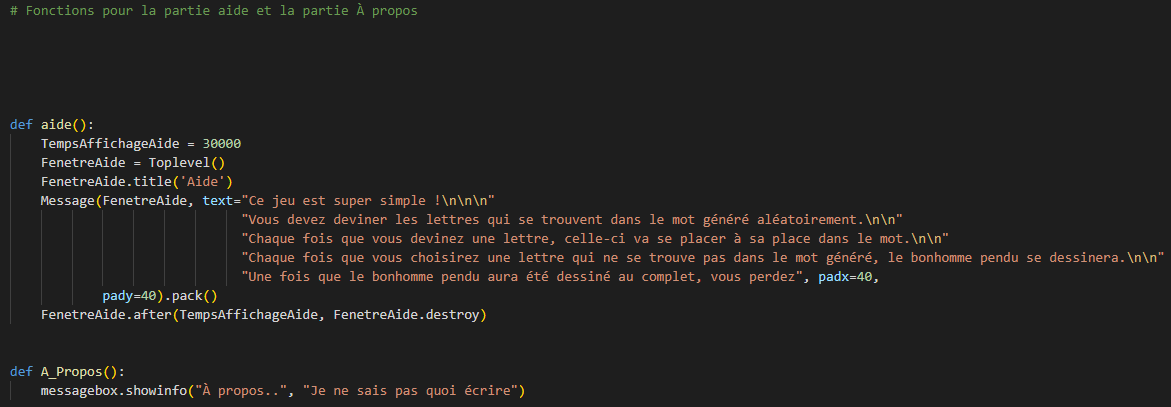 # Fonctions pour la partie aide et la partie À propos
def aide():
TempsAffichageAide = 30000
FenetreAide = Toplevel()
FenetreAide.title('Aide')
Message(FenetreAide, text="Ce jeu est super simple !\n\n\n"
"Vous devez deviner les lettres qui se trouvent dans le mot généré aléatoirement.\n\n"
"Chaque fois que vous devinez une lettre, celle-ci va se placer à sa place dans le mot.\n\n"
"Chaque fois que vous choisirez une lettre qui ne se trouve pas dans le mot généré, le bonhomme pendu se dessinera.\n\n"
"Une fois que le bonhomme pendu aura été dessiné au complet, vous perdez", padx=40,
pady=40).pack()
FenetreAide.after(TempsAffichageAide, FenetreAide.destroy)
def A_Propos():
messagebox.showinfo("À propos..", "Je ne sais pas quoi écrire")